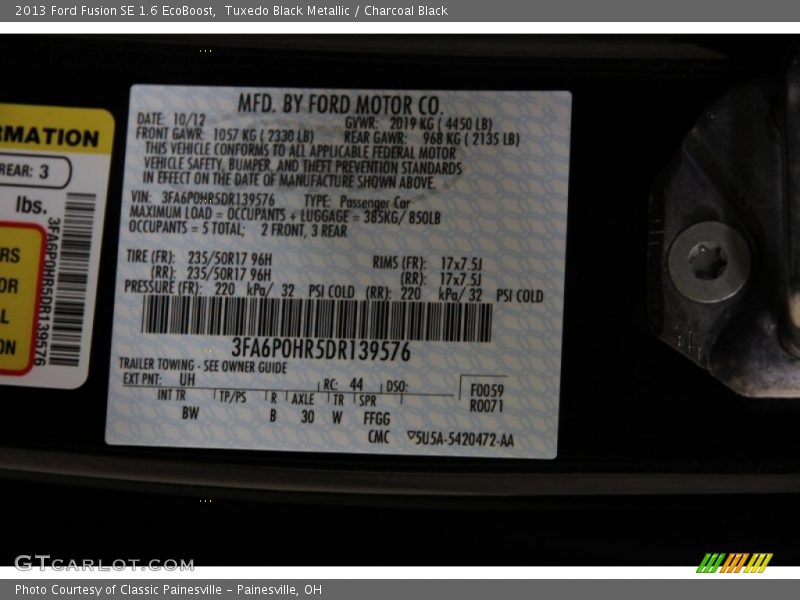 2013 Ford Fusion SE 1.6 EcoBoost,  Tuxedo Black Metallic / Charcoal Black
RMATION
REAR: 3
lbs.
RS
OR
L
ON
3FA6P0HR5DR139576
MFD. BY FORD MOTOR CO.
DATE: 10/12 GVWR: 2019 KG ( 4450 LB)
FRONT GAWR: 1057 KG ( 2330 LB) REAR GAWR: 968 KG ( 2135 LB)
THIS VEHICLE CONFORMS TO ALL APPLICABLE FEDERAL MOTOR
VEHICLE SAFETY, BUMPER, AND THEFT PREVENTION STANDARDS
IN EFFECT ON THE DATE OF MANUFACTURE SHOWN ABOVE.
VIN: 3FA6P0HR5DR139576 TYPE: Passenger Car
MAXIMUM LOAD = OCCUPANTS + LUGGAGE = 385KG/ 850LB
OCCUPANTS = 5 TOTAL; 2 FRONT, 3 REAR
TIRE (FR): 235/50R17 96H RIMS (FR): 17x7.5J
(RR): 235/50R17 96H (RR): 17x7.5J
PRESSURE (FR): 220 kPa/ 32 PSI COLD (RR): 220 kPa/ 32 PSI COLD
3FA6P0HR5DR139576
TRAILER TOWING - SEE OWNER GUIDE
EXT PNT: UH RC: 44 DSO: F0059
INT TR TP/PS R AXLE TR SPR R0071
BW B 30 W FFGG
CMC 5U5A-5420472-AA
GTCARLOT.COM
Photo Courtesy of Classic Painesville – Painesville, OH